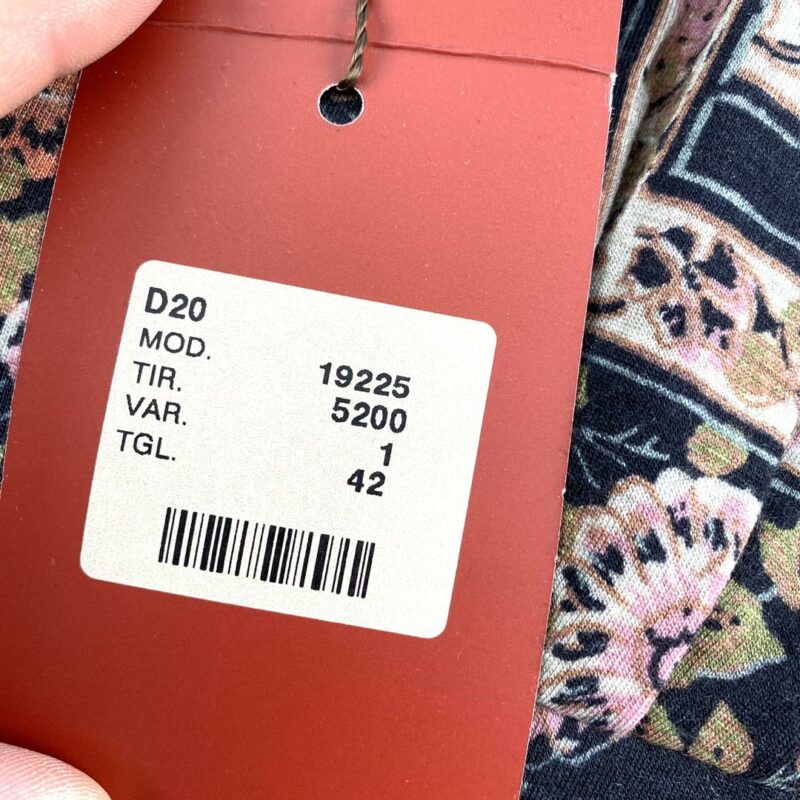 D20
MOD. 19225
TIR. 5200
VAR. 1
TGL. 42